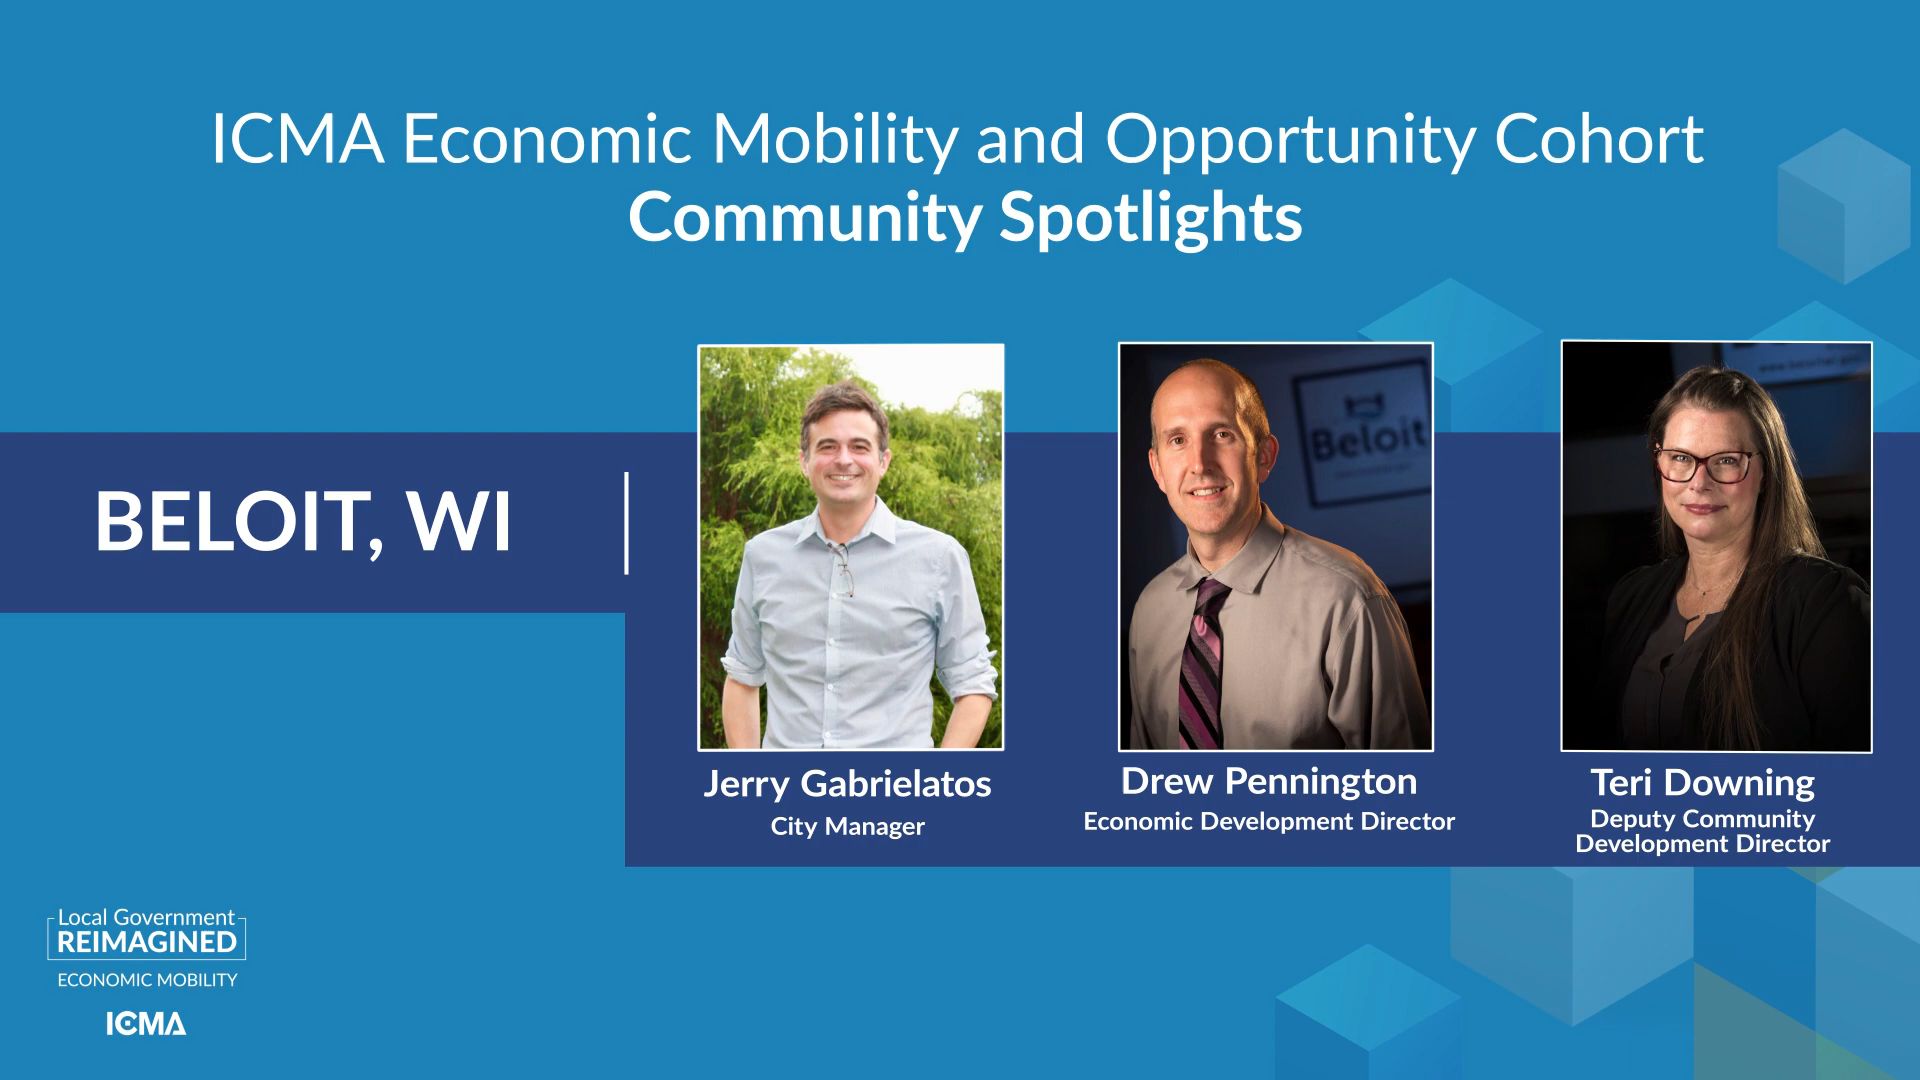 ICMA Economic Mobility and Opportunity Cohort
Community Spotlights
BELOIT, WI
Beloit
Jerry Gabrielatos
City Manager
Drew Pennington
Economic Development Director
Teri Downing
Deputy Community
Development Director
Local Government
REIMAGINED
ECONOMIC MOBILITY
ICMA